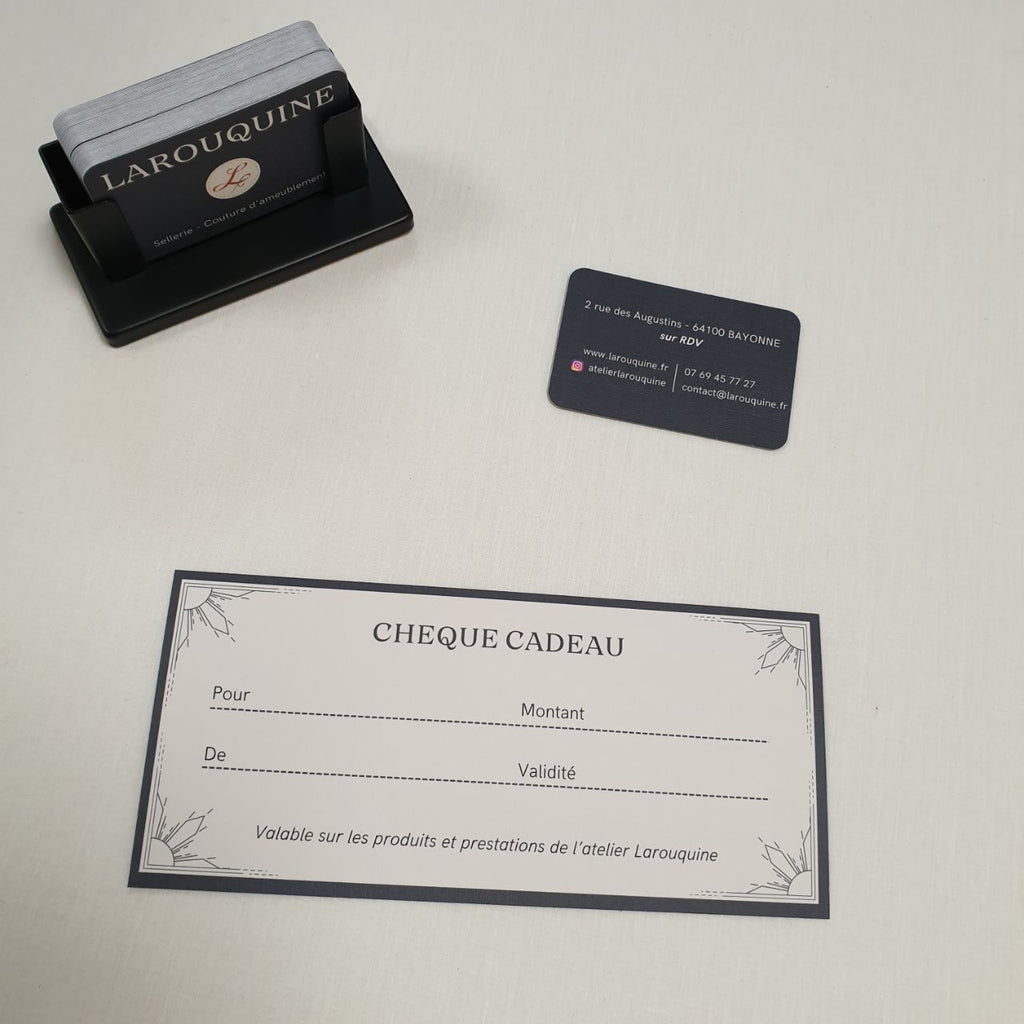 LAROUQUINE
L
Sellerie - Couture d'ameublement
2 rue des Augustins - 64100 BAYONNE
sur RDV
www.larouquine.fr
atelierlarouquine
07 69 45 77 27
contact@larouquine.fr
CHEQUE CADEAU
Pour
Montant
De
Validité
Valable sur les produits et prestations de l'atelier Larouquine